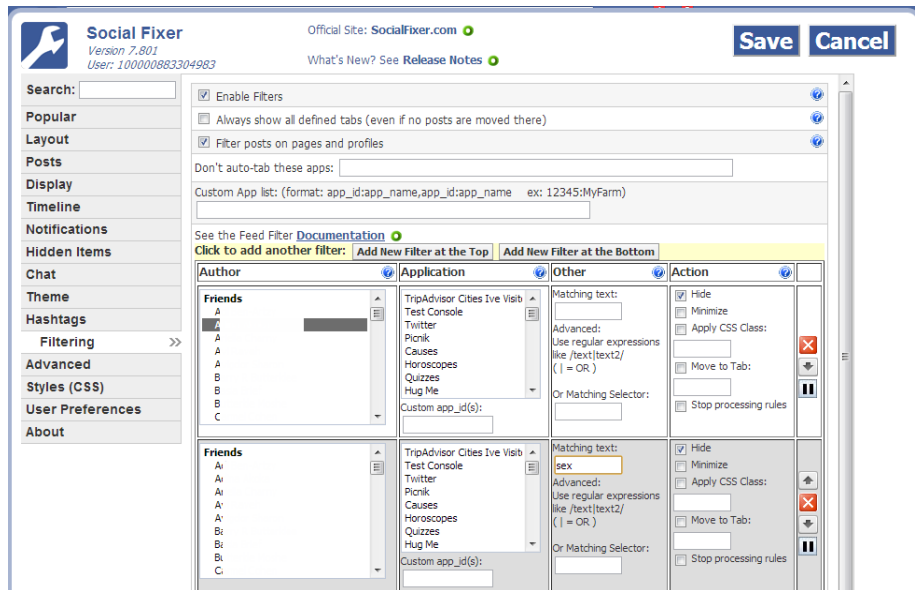 Social Fixer
Version 7.801
User: 100000883304983
Official Site: SocialFixer.com
What's New? See Release Notes
Save
Cancel
Search:
Popular
Layout
Posts
Display
Timeline
Notifications
Hidden Items
Chat
Theme
Hashtags
Filtering >>
Advanced
Styles (CSS)
User Preferences
About
Enable Filters
Always show all defined tabs (even if no posts are moved there)
Filter posts on pages and profiles
Don't auto-tab these apps:
Custom App list: (format: app_id:app_name,app_id:app_name ex: 12345:MyFarm)
See the Feed Filter Documentation
Click to add another filter: Add New Filter at the Top Add New Filter at the Bottom
Author Application Other Action
Friends
A
A
A
A
A
B
B
B
C
TripAdvisor Cities Ive Visib
Test Console
Twitter
Picnik
Causes
Horoscopes
Quizzes
Hug Me
Custom app_id(s):
Matching text:
Advanced:
Use regular expressions
like /text|text2/
( | = OR )
Or Matching Selector:
Hide
Minimize
Apply CSS Class:
Move to Tab:
Stop processing rules
Friends
A
A
A
A
A
Ba
Ba
B
C
TripAdvisor Cities Ive Visib
Test Console
Twitter
Picnik
Causes
Horoscopes
Quizzes
Hug Me
Custom app_id(s):
Matching text:
sex
Advanced:
Use regular expressions
like /text|text2/
( | = OR )
Or Matching Selector:
Hide
Minimize
Apply CSS Class:
Move to Tab:
Stop processing rules